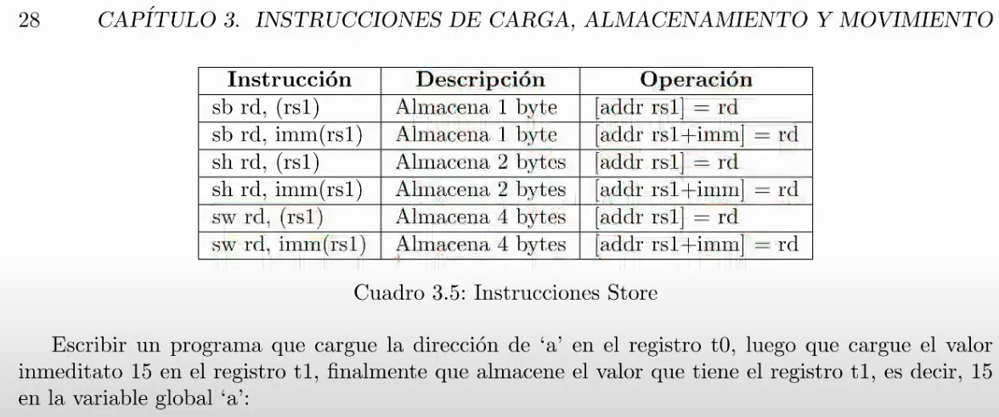 28 CAPÍTULO 3. INSTRUCCIONES DE CARGA, ALMACENAMIENTO Y MOVIMIENTO
Instrucción Descripción Operación
sb rd, (rs1) Almacena 1 byte [addr rs1] = rd
sb rd, imm(rs1) Almacena 1 byte [addr rs1+imm] = rd
sh rd, (rs1) Almacena 2 bytes [addr rs1] = rd
sh rd, imm(rs1) Almacena 2 bytes [addr rs1+imm] = rd
sw rd, (rs1) Almacena 4 bytes [addr rs1] = rd
sw rd, imm(rs1) Almacena 4 bytes [addr rs1+imm] = rd
Cuadro 3.5: Instrucciones Store
Escribir un programa que cargue la dirección de ‘a’ en el registro t0, luego que cargue el valor
inmeditato 15 en el registro t1, finalmente que almacene el valor que tiene el registro t1, es decir, 15
en la variable global ‘a’: